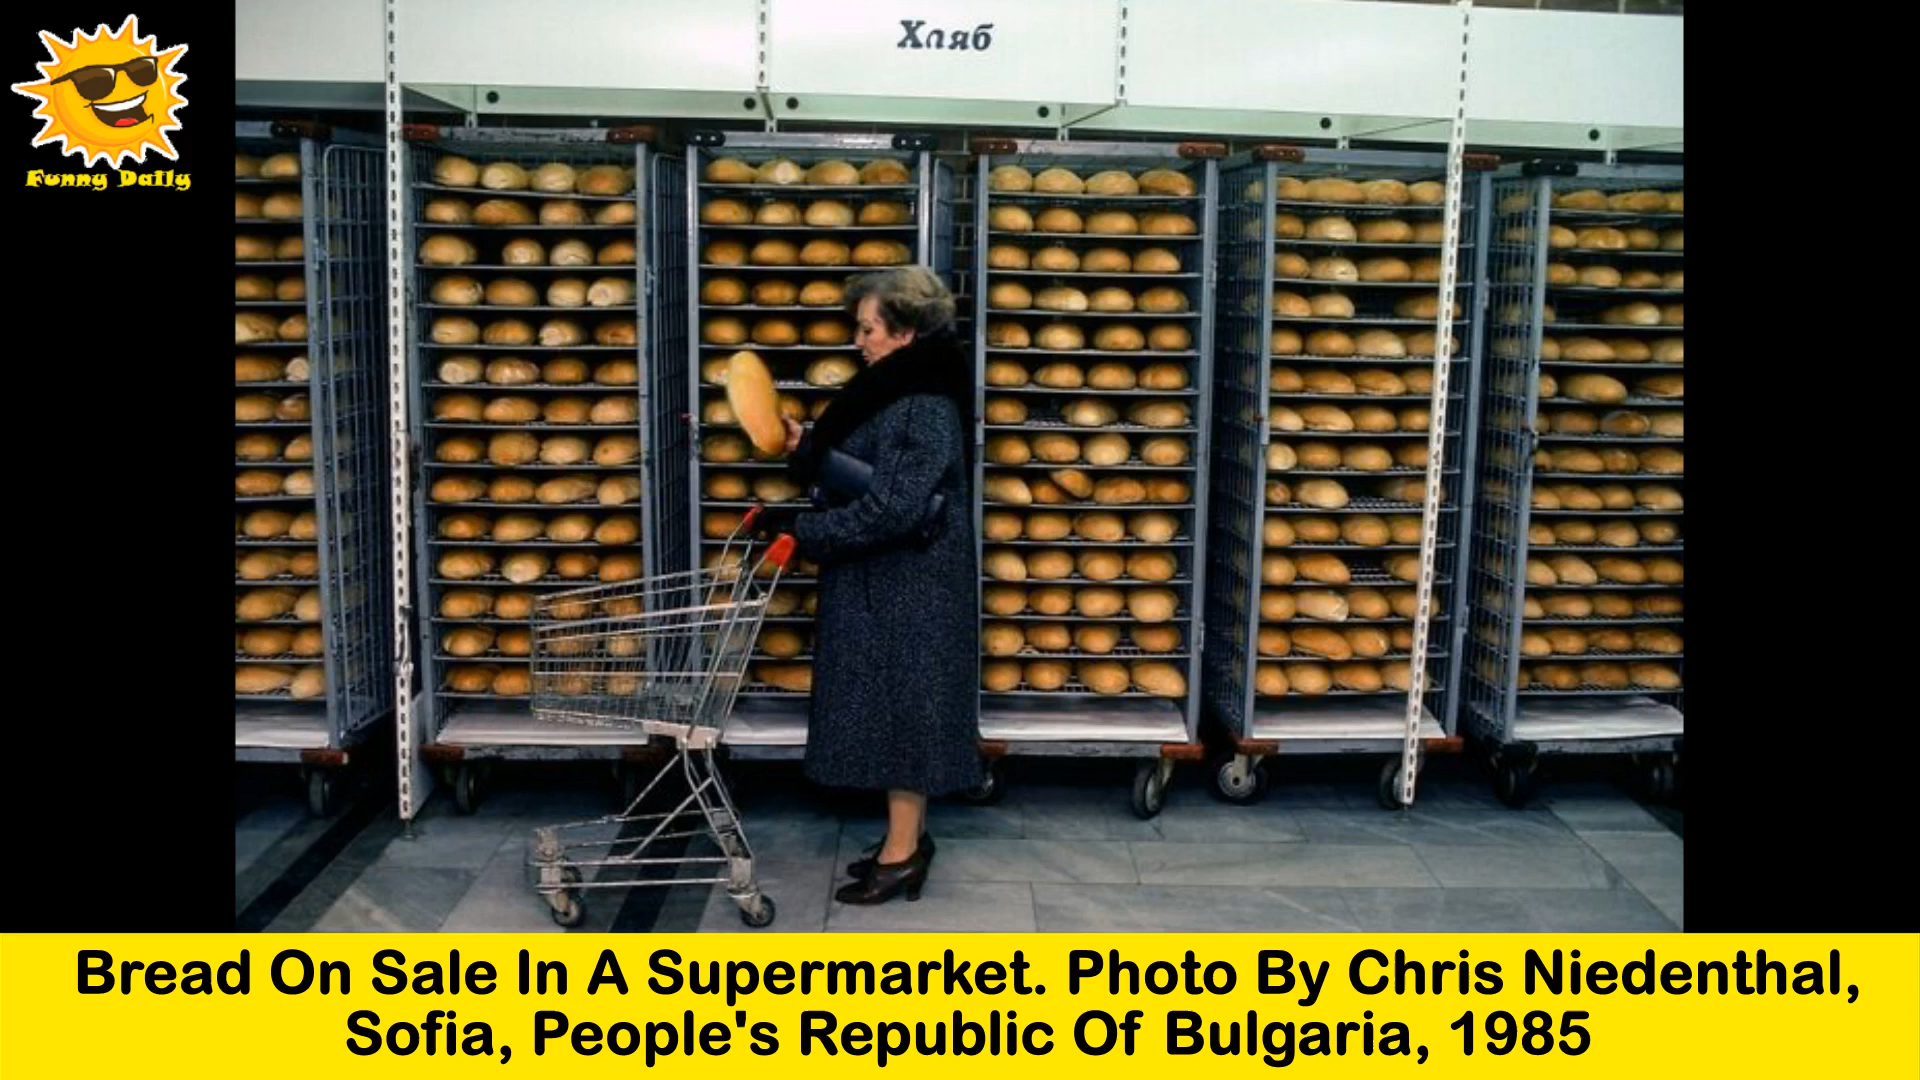 Хляб
Funny Daily
Bread On Sale In A Supermarket. Photo By Chris Niedenthal,
Sofia, People's Republic Of Bulgaria, 1985